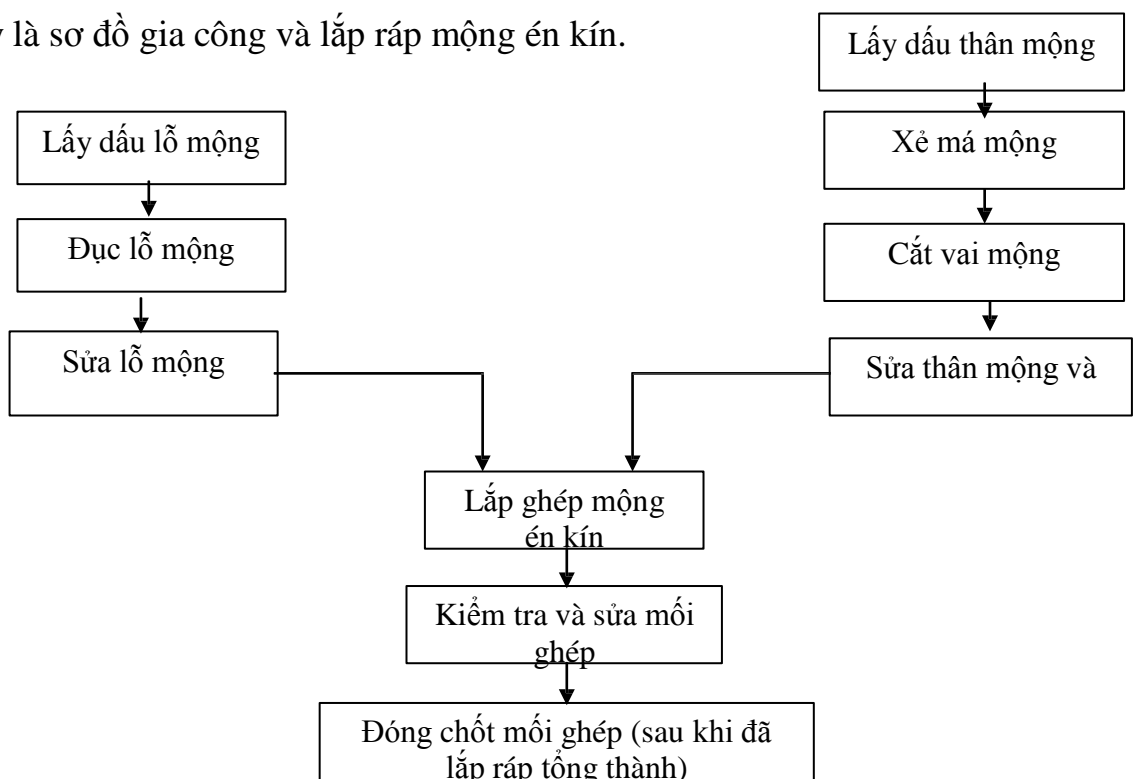 là sơ đồ gia công và lắp ráp mộng én kín.
Lấy dấu lỗ mộng
Đục lỗ mộng
Sửa lỗ mộng
Lấy dấu thân mộng
Xẻ má mộng
Cắt vai mộng
Sửa thân mộng và
Lắp ghép mộng
én kín
Kiểm tra và sửa mối
ghép
Đóng chốt mối ghép (sau khi đã
lắp ráp tổng thành)